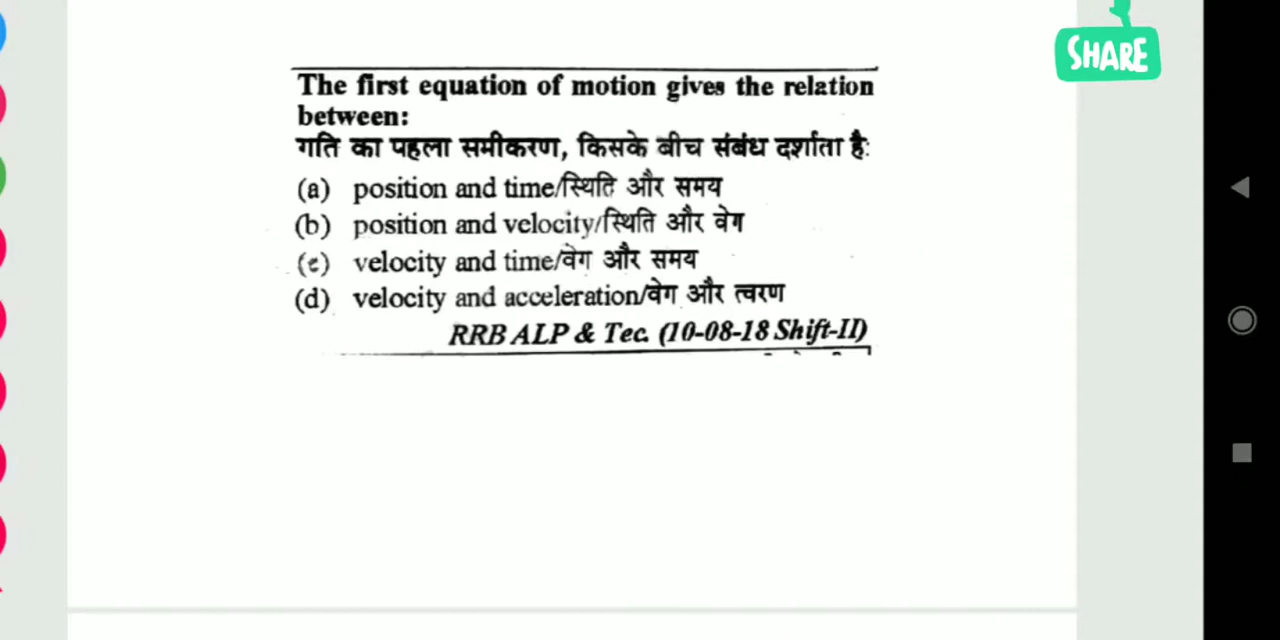 SHARE
The first equation of motion gives the relation
between:
गति का पहला समीकरण, किसके बीच संबंध दर्शाता है:
(a) position and time/स्थिति और समय
(b) position and velocity/स्थिति और वेग
(c) velocity and time/वेग और समय
(d) velocity and acceleration/वेग और त्वरण
RRB ALP & Tec. (10-08-18 Shift-II)